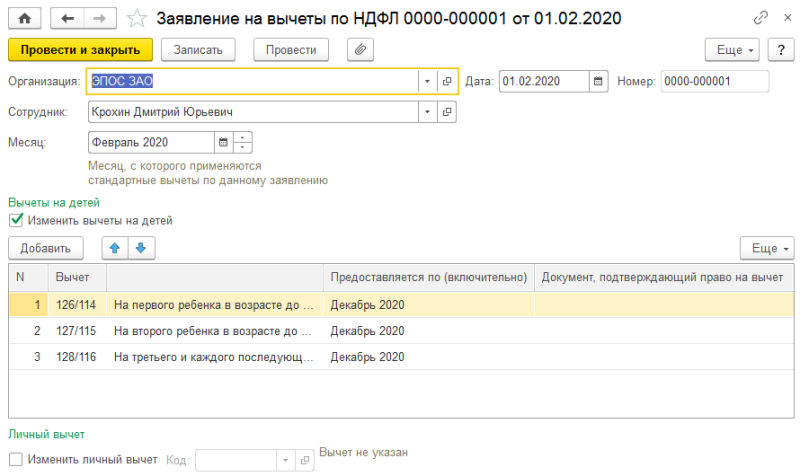 Заявление на вычеты по НДФЛ 0000-000001 от 01.02.2020
Провести и закрыть Записать Провести Еще ?
Организация: ЭПОС ЗАО Дата: 01.02.2020 Номер: 0000-000001
Сотрудник: Крохин Дмитрий Юрьевич
Месяц: Февраль 2020
Месяц, с которого применяются
стандартные вычеты по данному заявлению
Вычеты на детей
Изменить вычеты на детей
Добавить Еще
N Вычет Предоставляется по (включительно) Документ, подтверждающий право на вычет
1 126/114 На первого ребенка в возрасте до ... Декабрь 2020
2 127/115 На второго ребенка в возрасте до ... Декабрь 2020
3 128/116 На третьего и каждого последующ... Декабрь 2020
Личный вычет
Изменить личный вычет Код: Вычет не указан